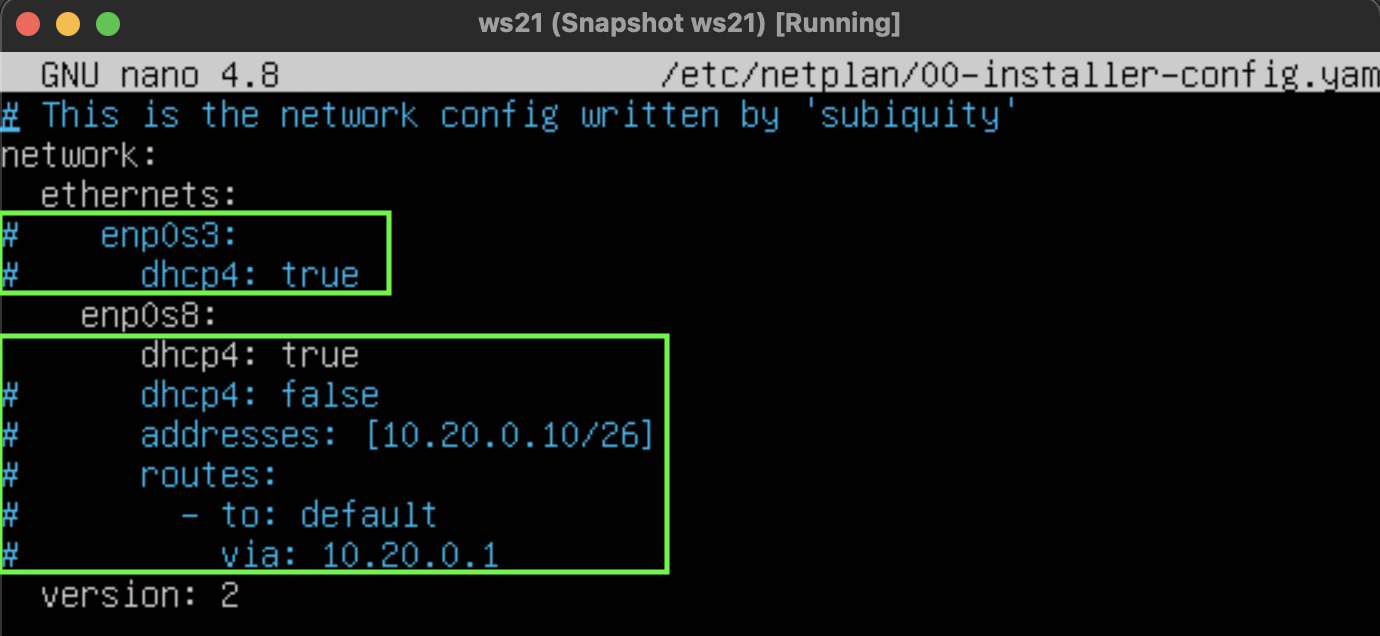 ws21 (Snapshot ws21) [Running]
GNU nano 4.8 /etc/netplan/00-installer-config.yam
# This is the network config written by 'subiquity'
network:
  ethernets:
#    enp0s3:
#      dhcp4: true
    enp0s8:
       dhcp4: true
#      dhcp4: false
#      addresses: [10.20.0.10/26]
#      routes:
#        - to: default
#          via: 10.20.0.1
  version: 2